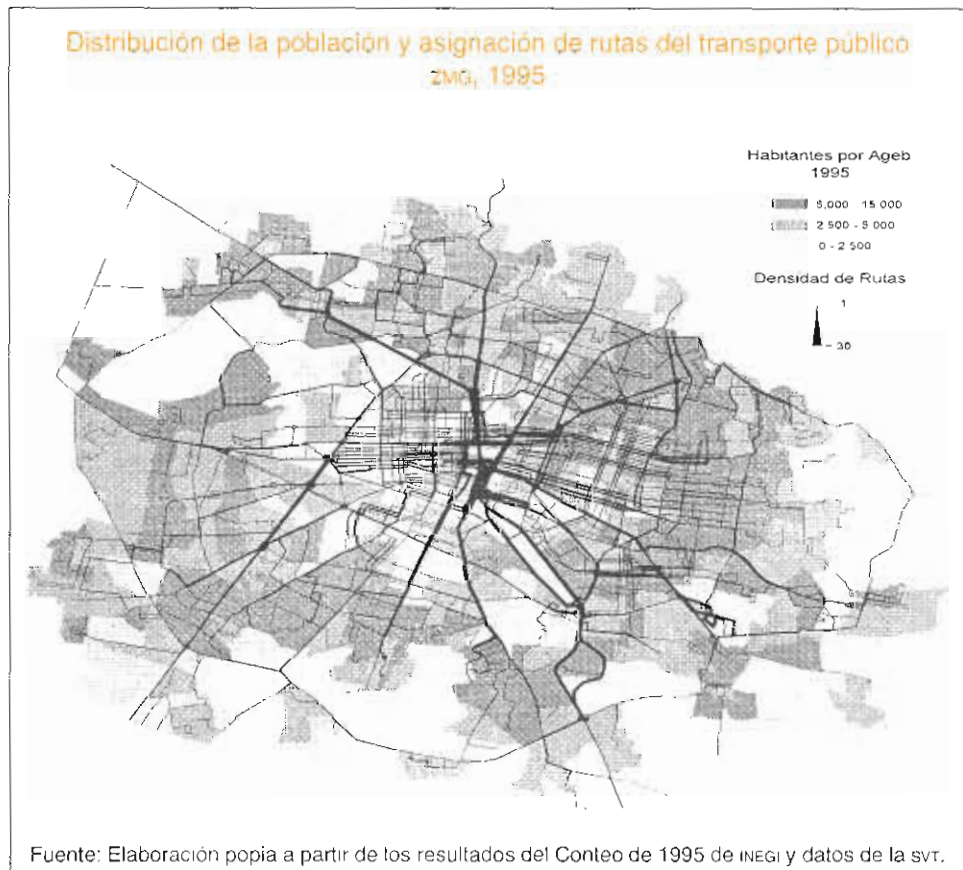 Distribución de la población y asignación de rutas del transporte público
ZMG, 1995
Habitantes por Ageb
1995
5,000 - 15 000
2 500 - 5 000
0 - 2 500
Densidad de Rutas
1
30
Fuente: Elaboración popia a partir de los resultados del Conteo de 1995 de INEGI y datos de la SVT.